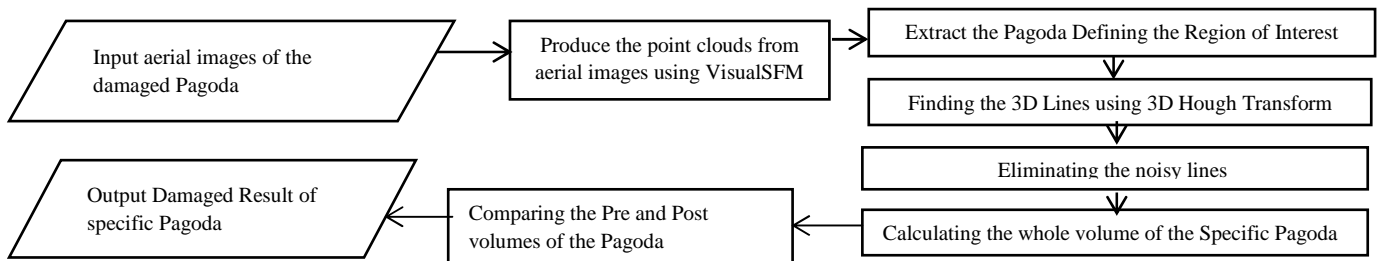 Input aerial images of the
damaged Pagoda
Produce the point clouds from
aerial images using VisualSFM
Extract the Pagoda Defining the Region of Interest
Finding the 3D Lines using 3D Hough Transform
Eliminating the noisy lines
Calculating the whole volume of the Specific Pagoda
Comparing the Pre and Post
volumes of the Pagoda
Output Damaged Result of
specific Pagoda